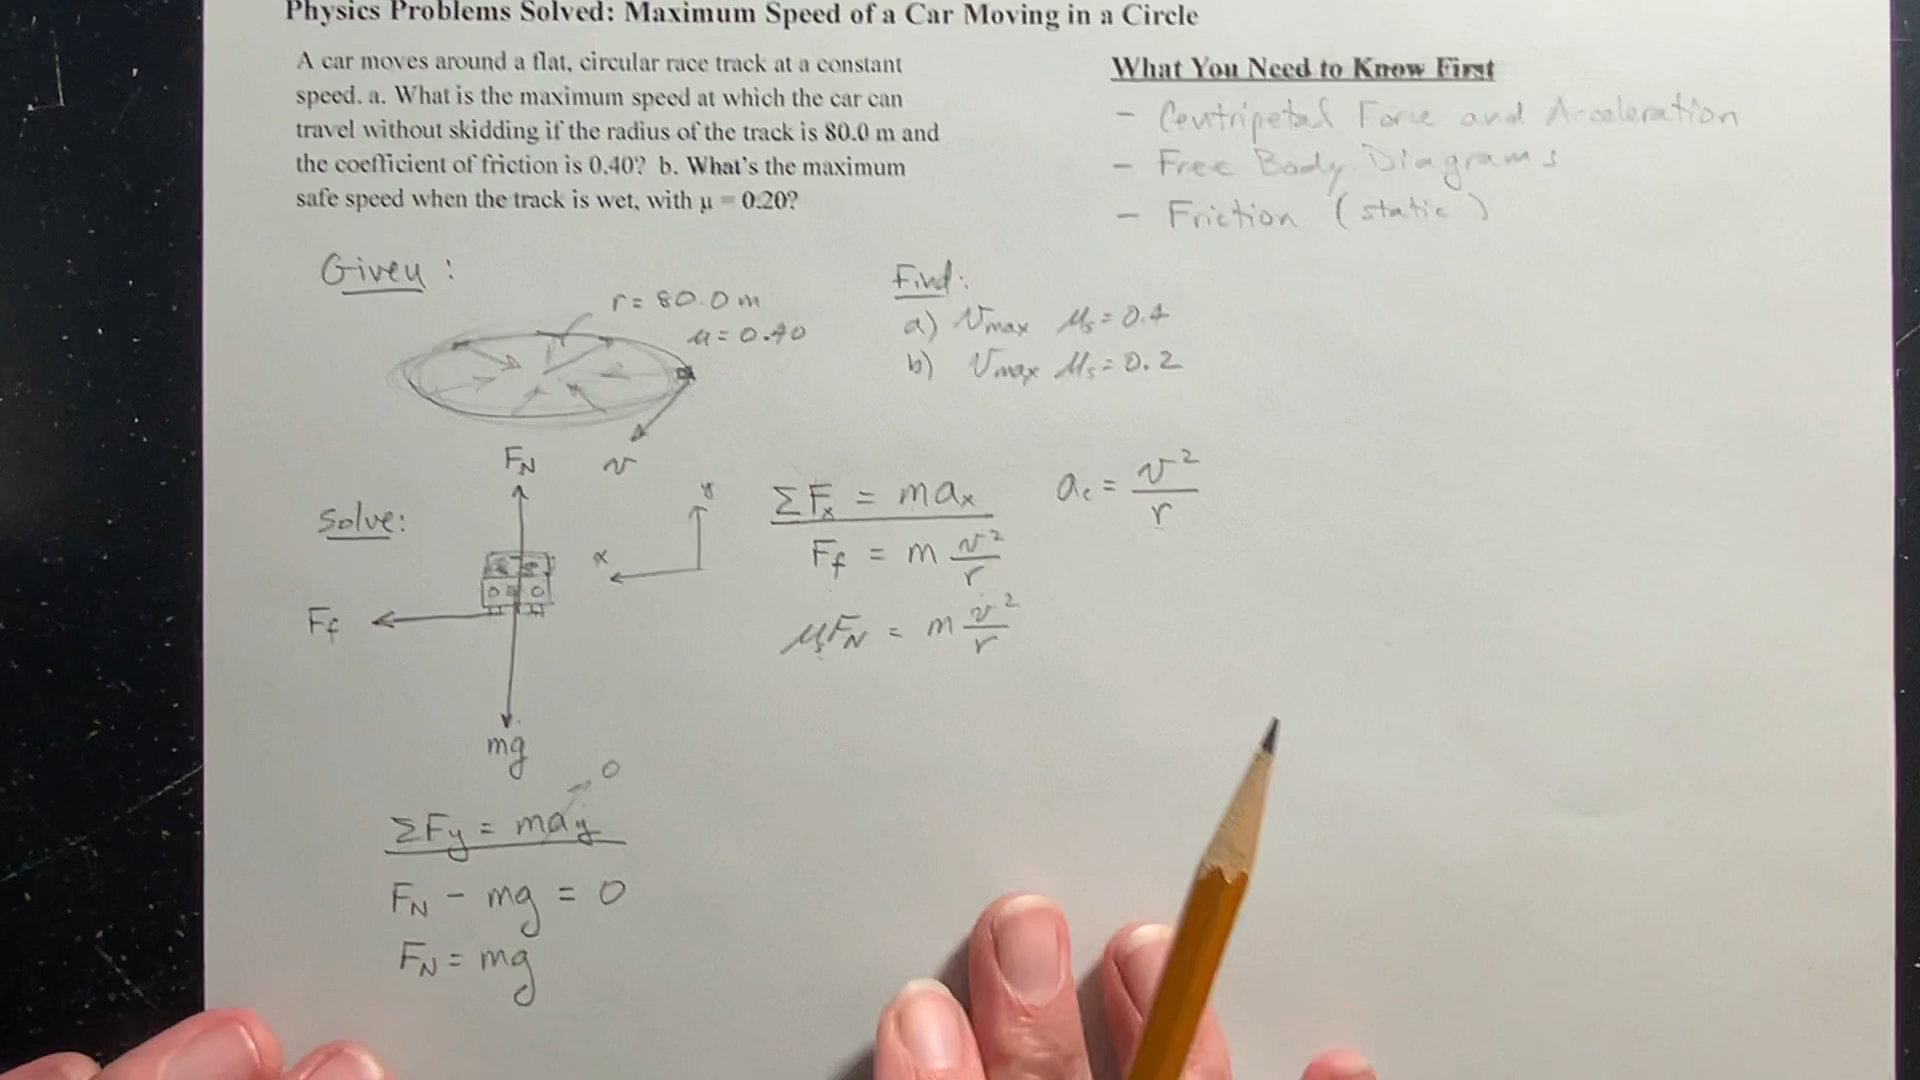 Physics Problems Solved: Maximum Speed of a Car Moving in a Circle
A car moves around a flat, circular race track at a constant
speed. a. What is the maximum speed at which the car can
travel without skidding if the radius of the track is 80.0 m and
the coefficient of friction is 0.40? b. What's the maximum
safe speed when the track is wet, with μ = 0.20?
What You Need to Know First
- Centripetal Force and Acceleration
- Free Body Diagrams
- Friction (static)
Given:
r = 80.0 m
μ = 0.40
v
Find:
a) vmax μs = 0.4
b) vmax μs = 0.2
Solve:
FN
Ff
mg
y
x
ΣFx = max
Ff = m v²/r
μsFN = m v²/r
ac = v²/r
0
ΣFy = may
FN - mg = 0
FN = mg